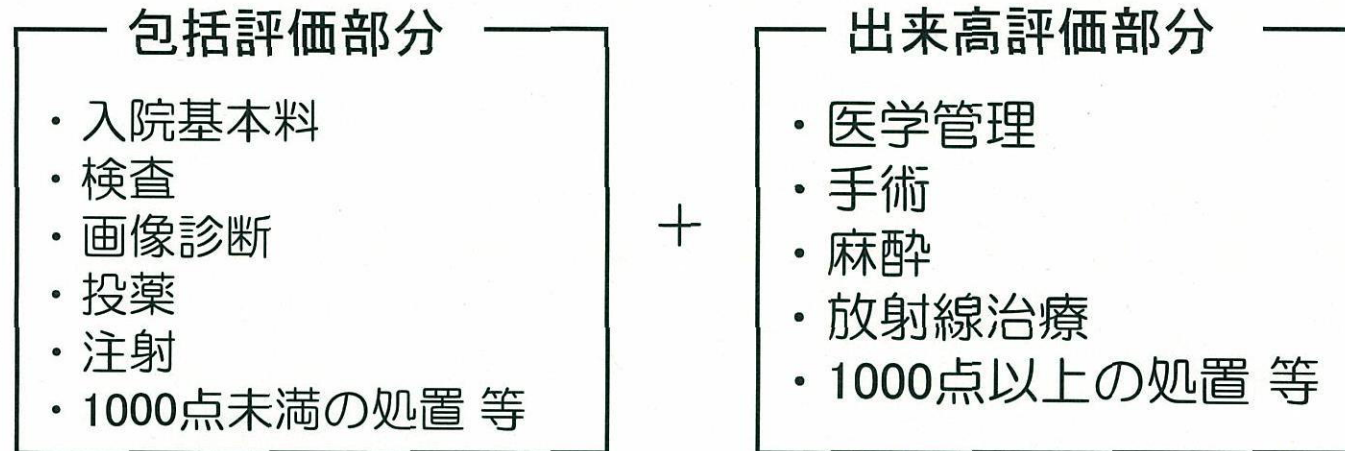 包括評価部分
・入院基本料
・検査
・画像診断
・投薬
・注射
・1000点未満の処置 等
＋
出来高評価部分
・医学管理
・手術
・麻酔
・放射線治療
・1000点以上の処置 等